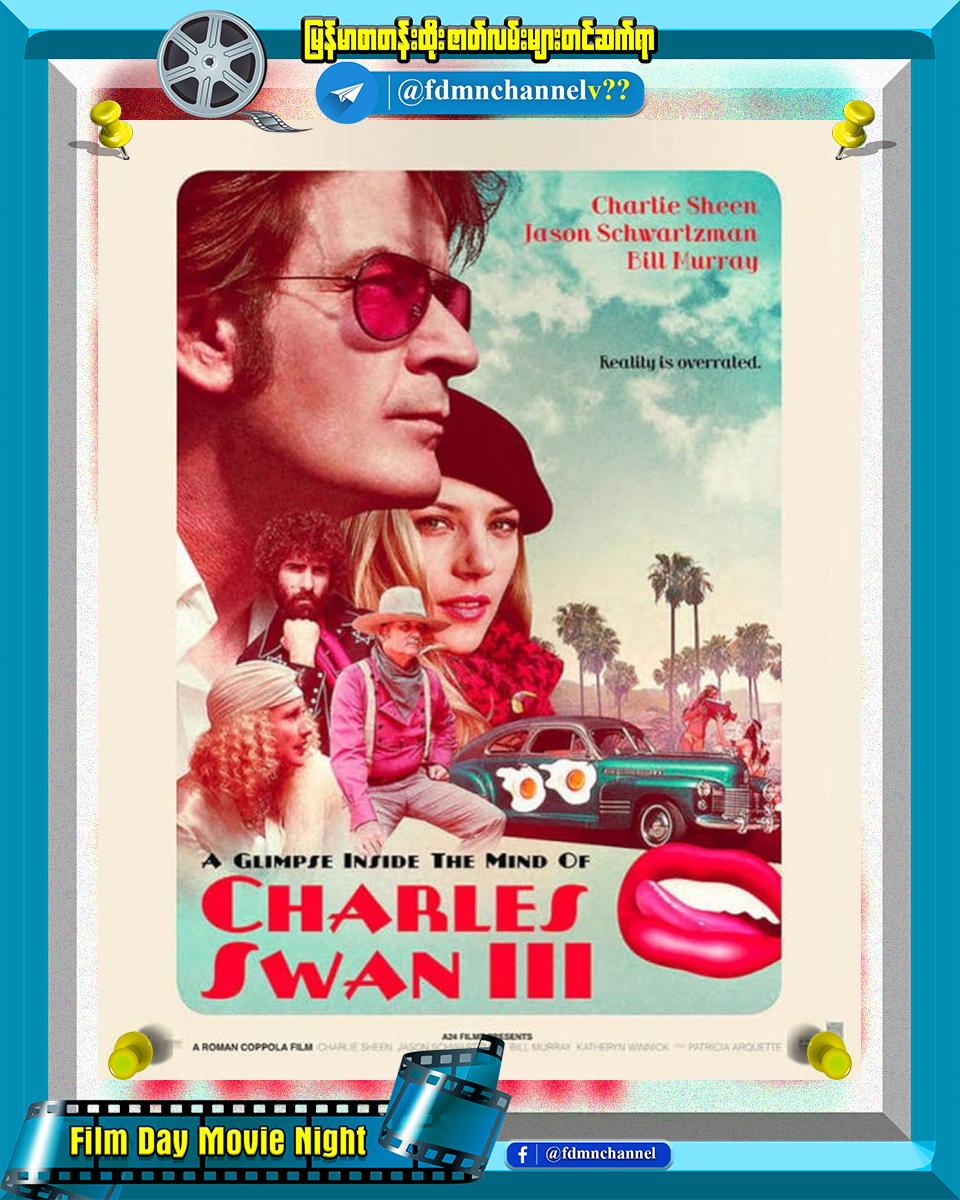 မြန်မာစာတန်းထိုးဇာတ်လမ်းများတင်ဆက်ရာ
@fdmnchannelv??
Charlie Sheen
Jason Schwartzman
Bill Murray
Reality is overrated.
A GLIMPSE INSIDE THE MIND OF
CHARLES
SWAN III
A24 FILMS PRESENTS
A ROMAN COPPOLA FILM CHARLIE SHEEN JASON BILL MURRAY KATHERYN WINNICK AND PATRICIA ARQUETTE
Film Day Movie Night
@fdmnchannel